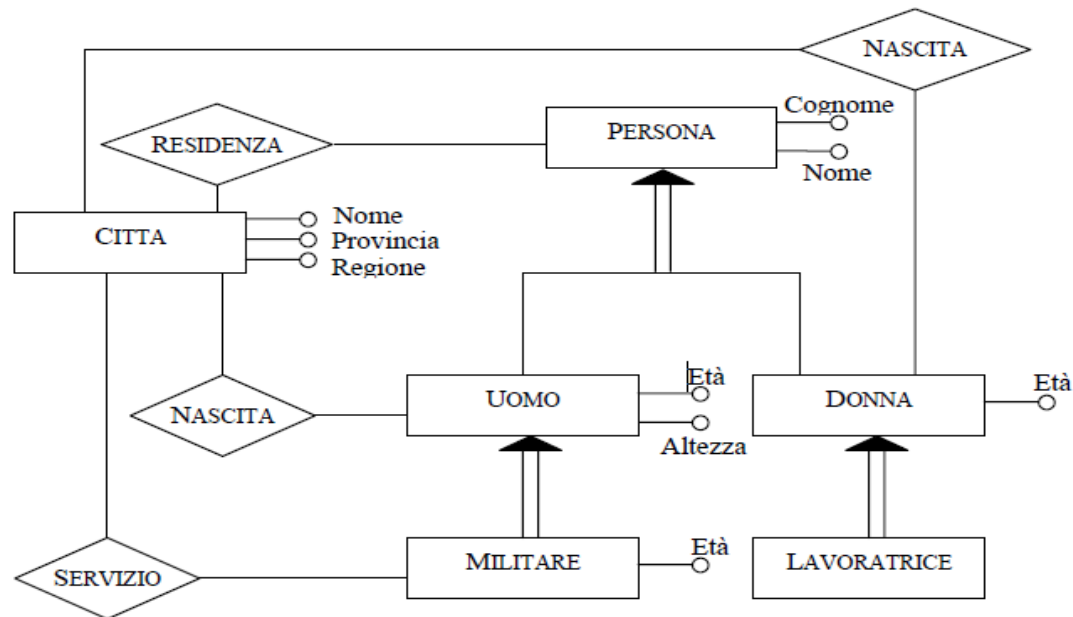 NASCITA
Cognome
PERSONA
RESIDENZA
Nome
Nome
CITTA
Provincia
Regione
Età
Età
UOMO
DONNA
NASCITA
Altezza
Età
MILITARE
LAVORATRICE
SERVIZIO